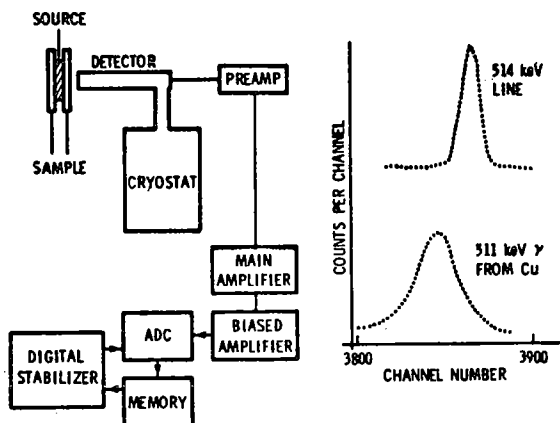 SOURCE
DETECTOR
PREAMP
SAMPLE
CRYOSTAT
MAIN
AMPLIFIER
BIASED
AMPLIFIER
ADC
DIGITAL
STABILIZER
MEMORY
COUNTS PER CHANNEL
514 keV
LINE
511 keV γ
FROM Cu
3800
3900
CHANNEL NUMBER